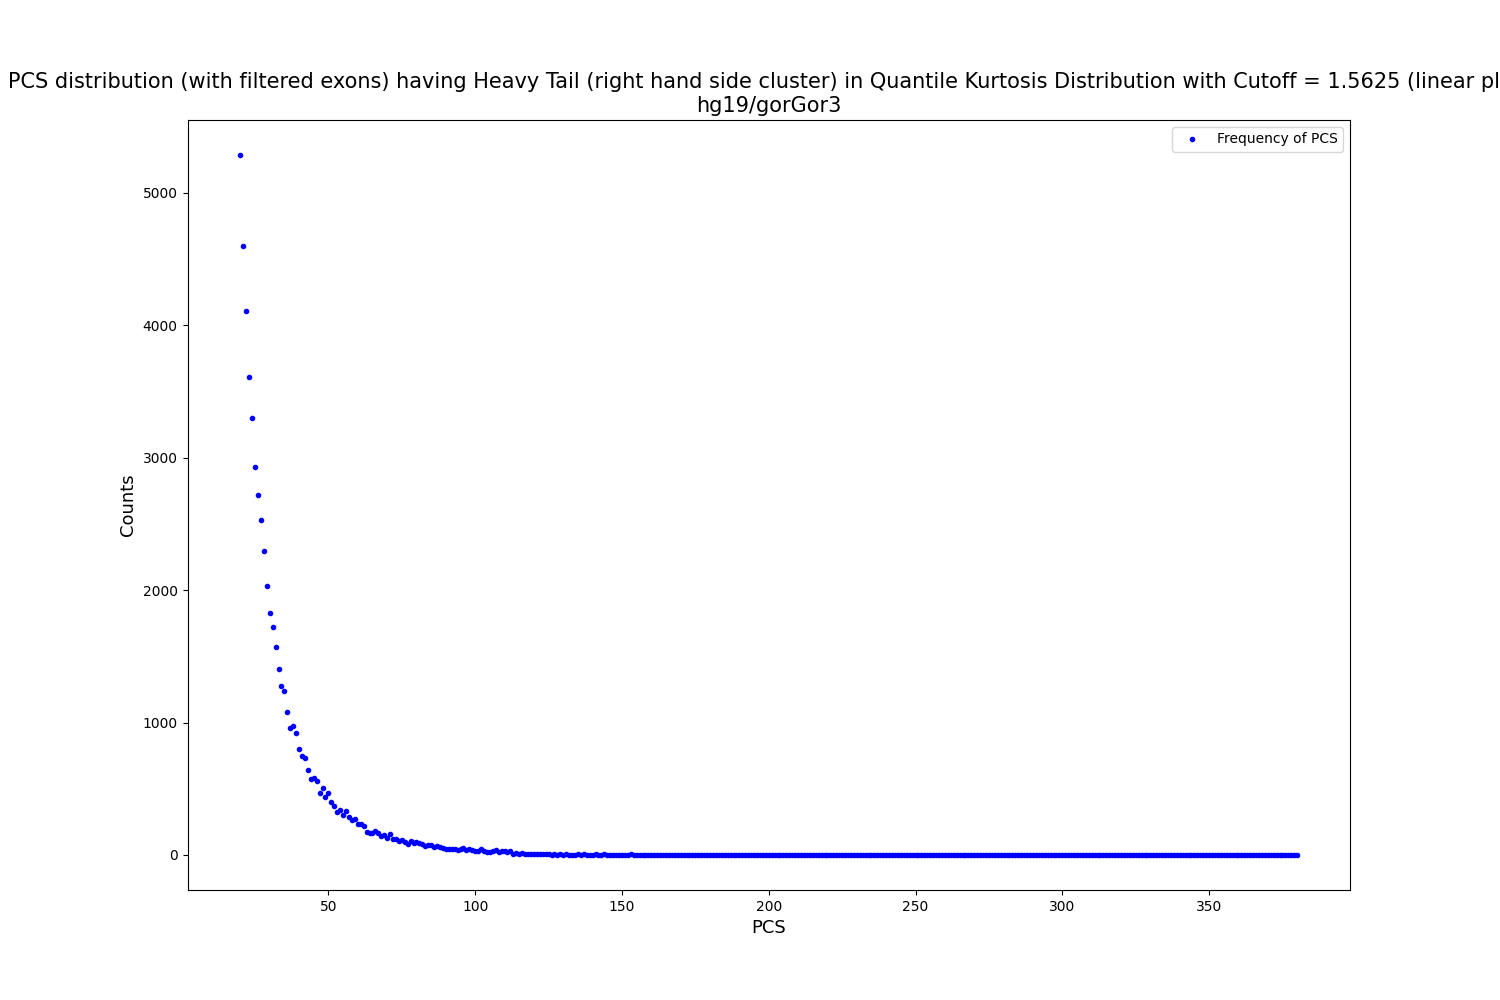 PCS distribution (with filtered exons) having Heavy Tail (right hand side cluster) in Quantile Kurtosis Distribution with Cutoff = 1.5625 (linear pl
hg19/gorGor3
Frequency of PCS
5000
4000
3000
2000
1000
0
Counts
50 100 150 200 250 300 350
PCS